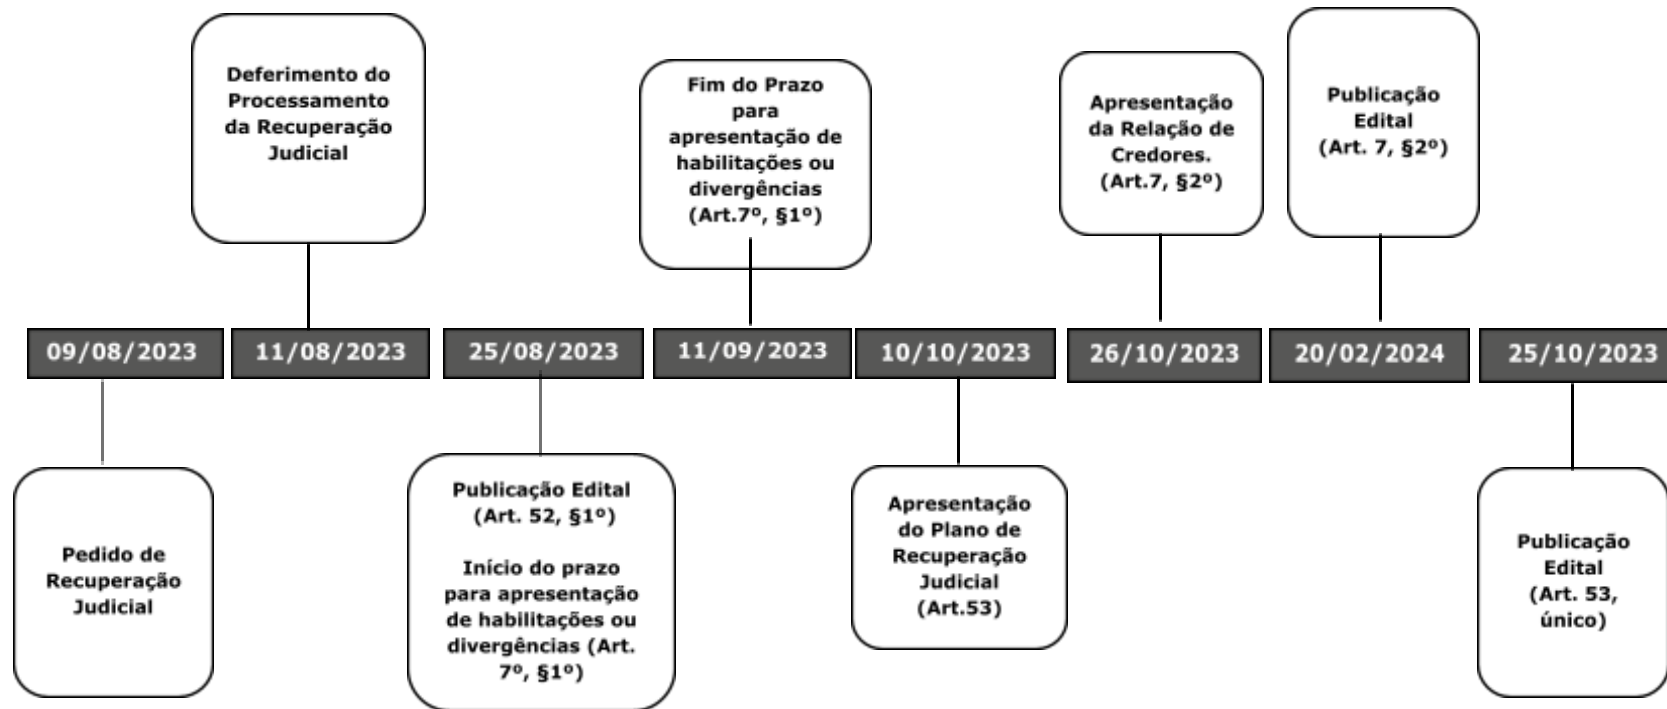 Deferimento do
Processamento
da Recuperação
Judicial
Fim do Prazo
para
apresentação de
habilitações ou
divergências
(Art.7º, §1º)
Apresentação
da Relação de
Credores.
(Art.7, §2º)
Publicação
Edital
(Art. 7, §2º)
09/08/2023
11/08/2023
25/08/2023
11/09/2023
10/10/2023
26/10/2023
20/02/2024
25/10/2023
Pedido de
Recuperação
Judicial
Publicação Edital
(Art. 52, §1º)
Início do prazo
para apresentação
de habilitações ou
divergências (Art.
7º, §1º)
Apresentação
do Plano de
Recuperação
Judicial
(Art.53)
Publicação
Edital
(Art. 53,
único)